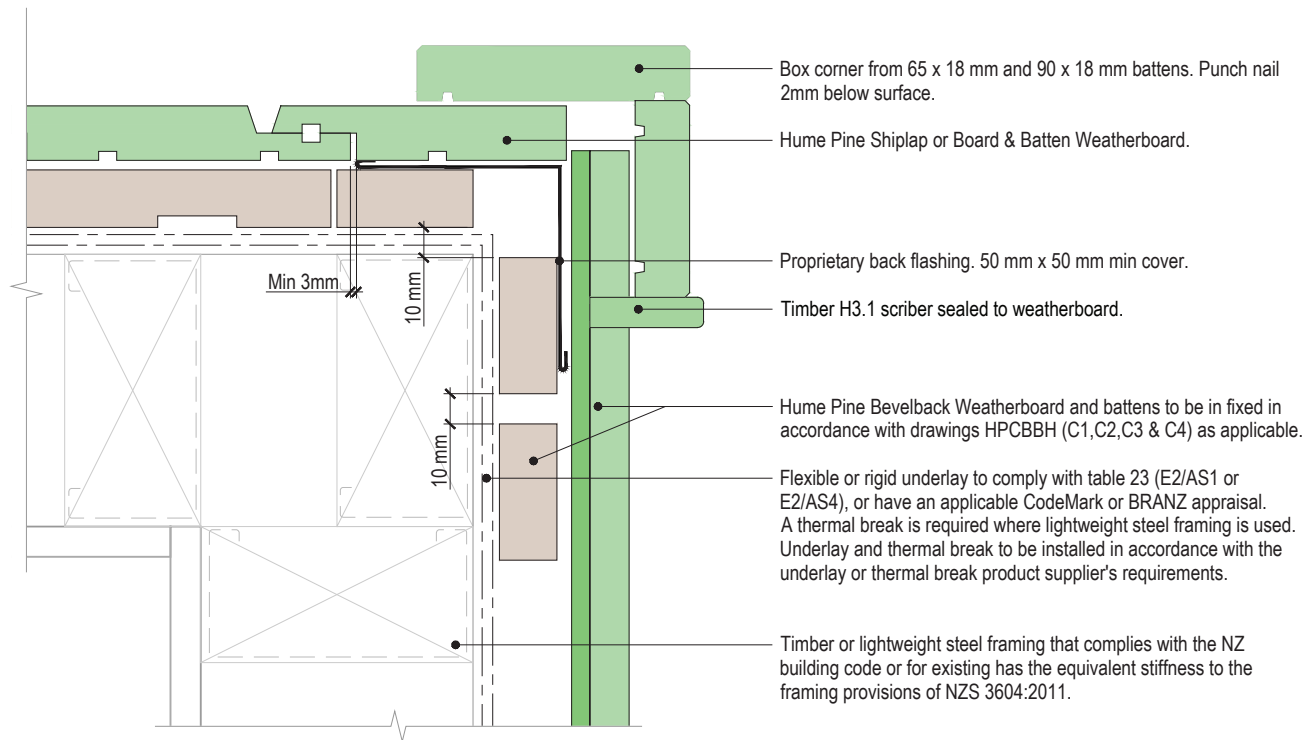 Box corner from 65 x 18 mm and 90 x 18 mm battens. Punch nail
2mm below surface.
Hume Pine Shiplap or Board & Batten Weatherboard.
Proprietary back flashing. 50 mm x 50 mm min cover.
Min 3mm
10 mm
Timber H3.1 scriber sealed to weatherboard.
Hume Pine Bevelback Weatherboard and battens to be in fixed in
accordance with drawings HPCBBH (C1,C2,C3 & C4) as applicable.
10 mm
Flexible or rigid underlay to comply with table 23 (E2/AS1 or
E2/AS4), or have an applicable CodeMark or BRANZ appraisal.
A thermal break is required where lightweight steel framing is used.
Underlay and thermal break to be installed in accordance with the
underlay or thermal break product supplier's requirements.
Timber or lightweight steel framing that complies with the NZ
building code or for existing has the equivalent stiffness to the
framing provisions of NZS 3604:2011.